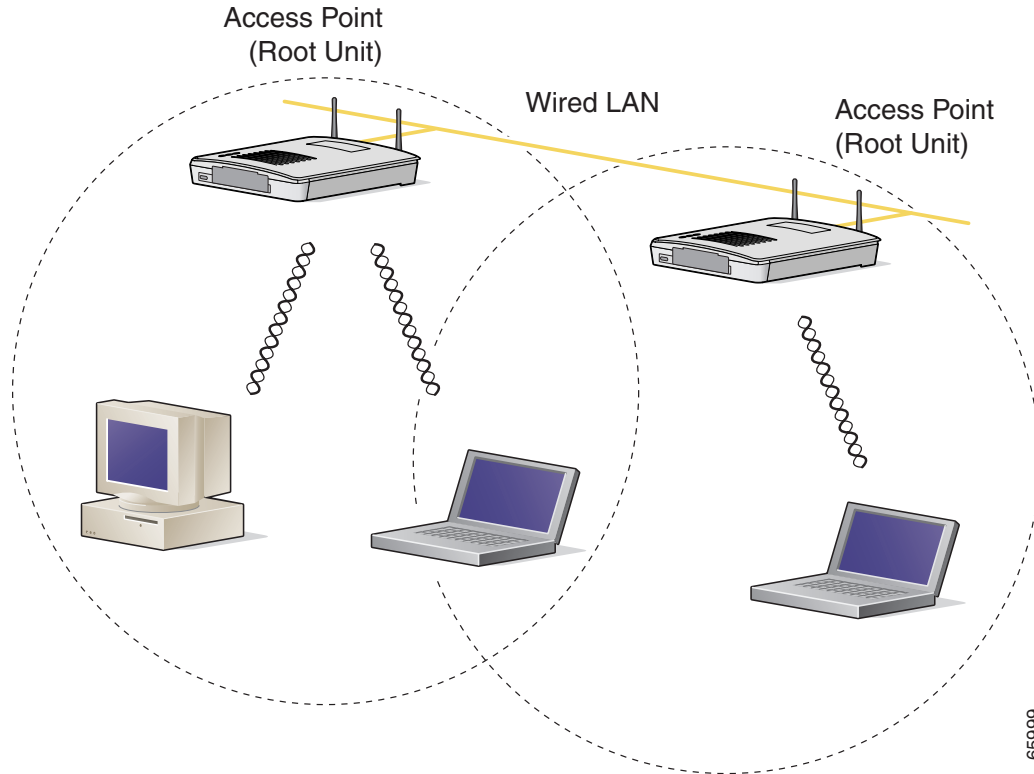 Access Point
(Root Unit)
Wired LAN
Access Point
(Root Unit)
65999